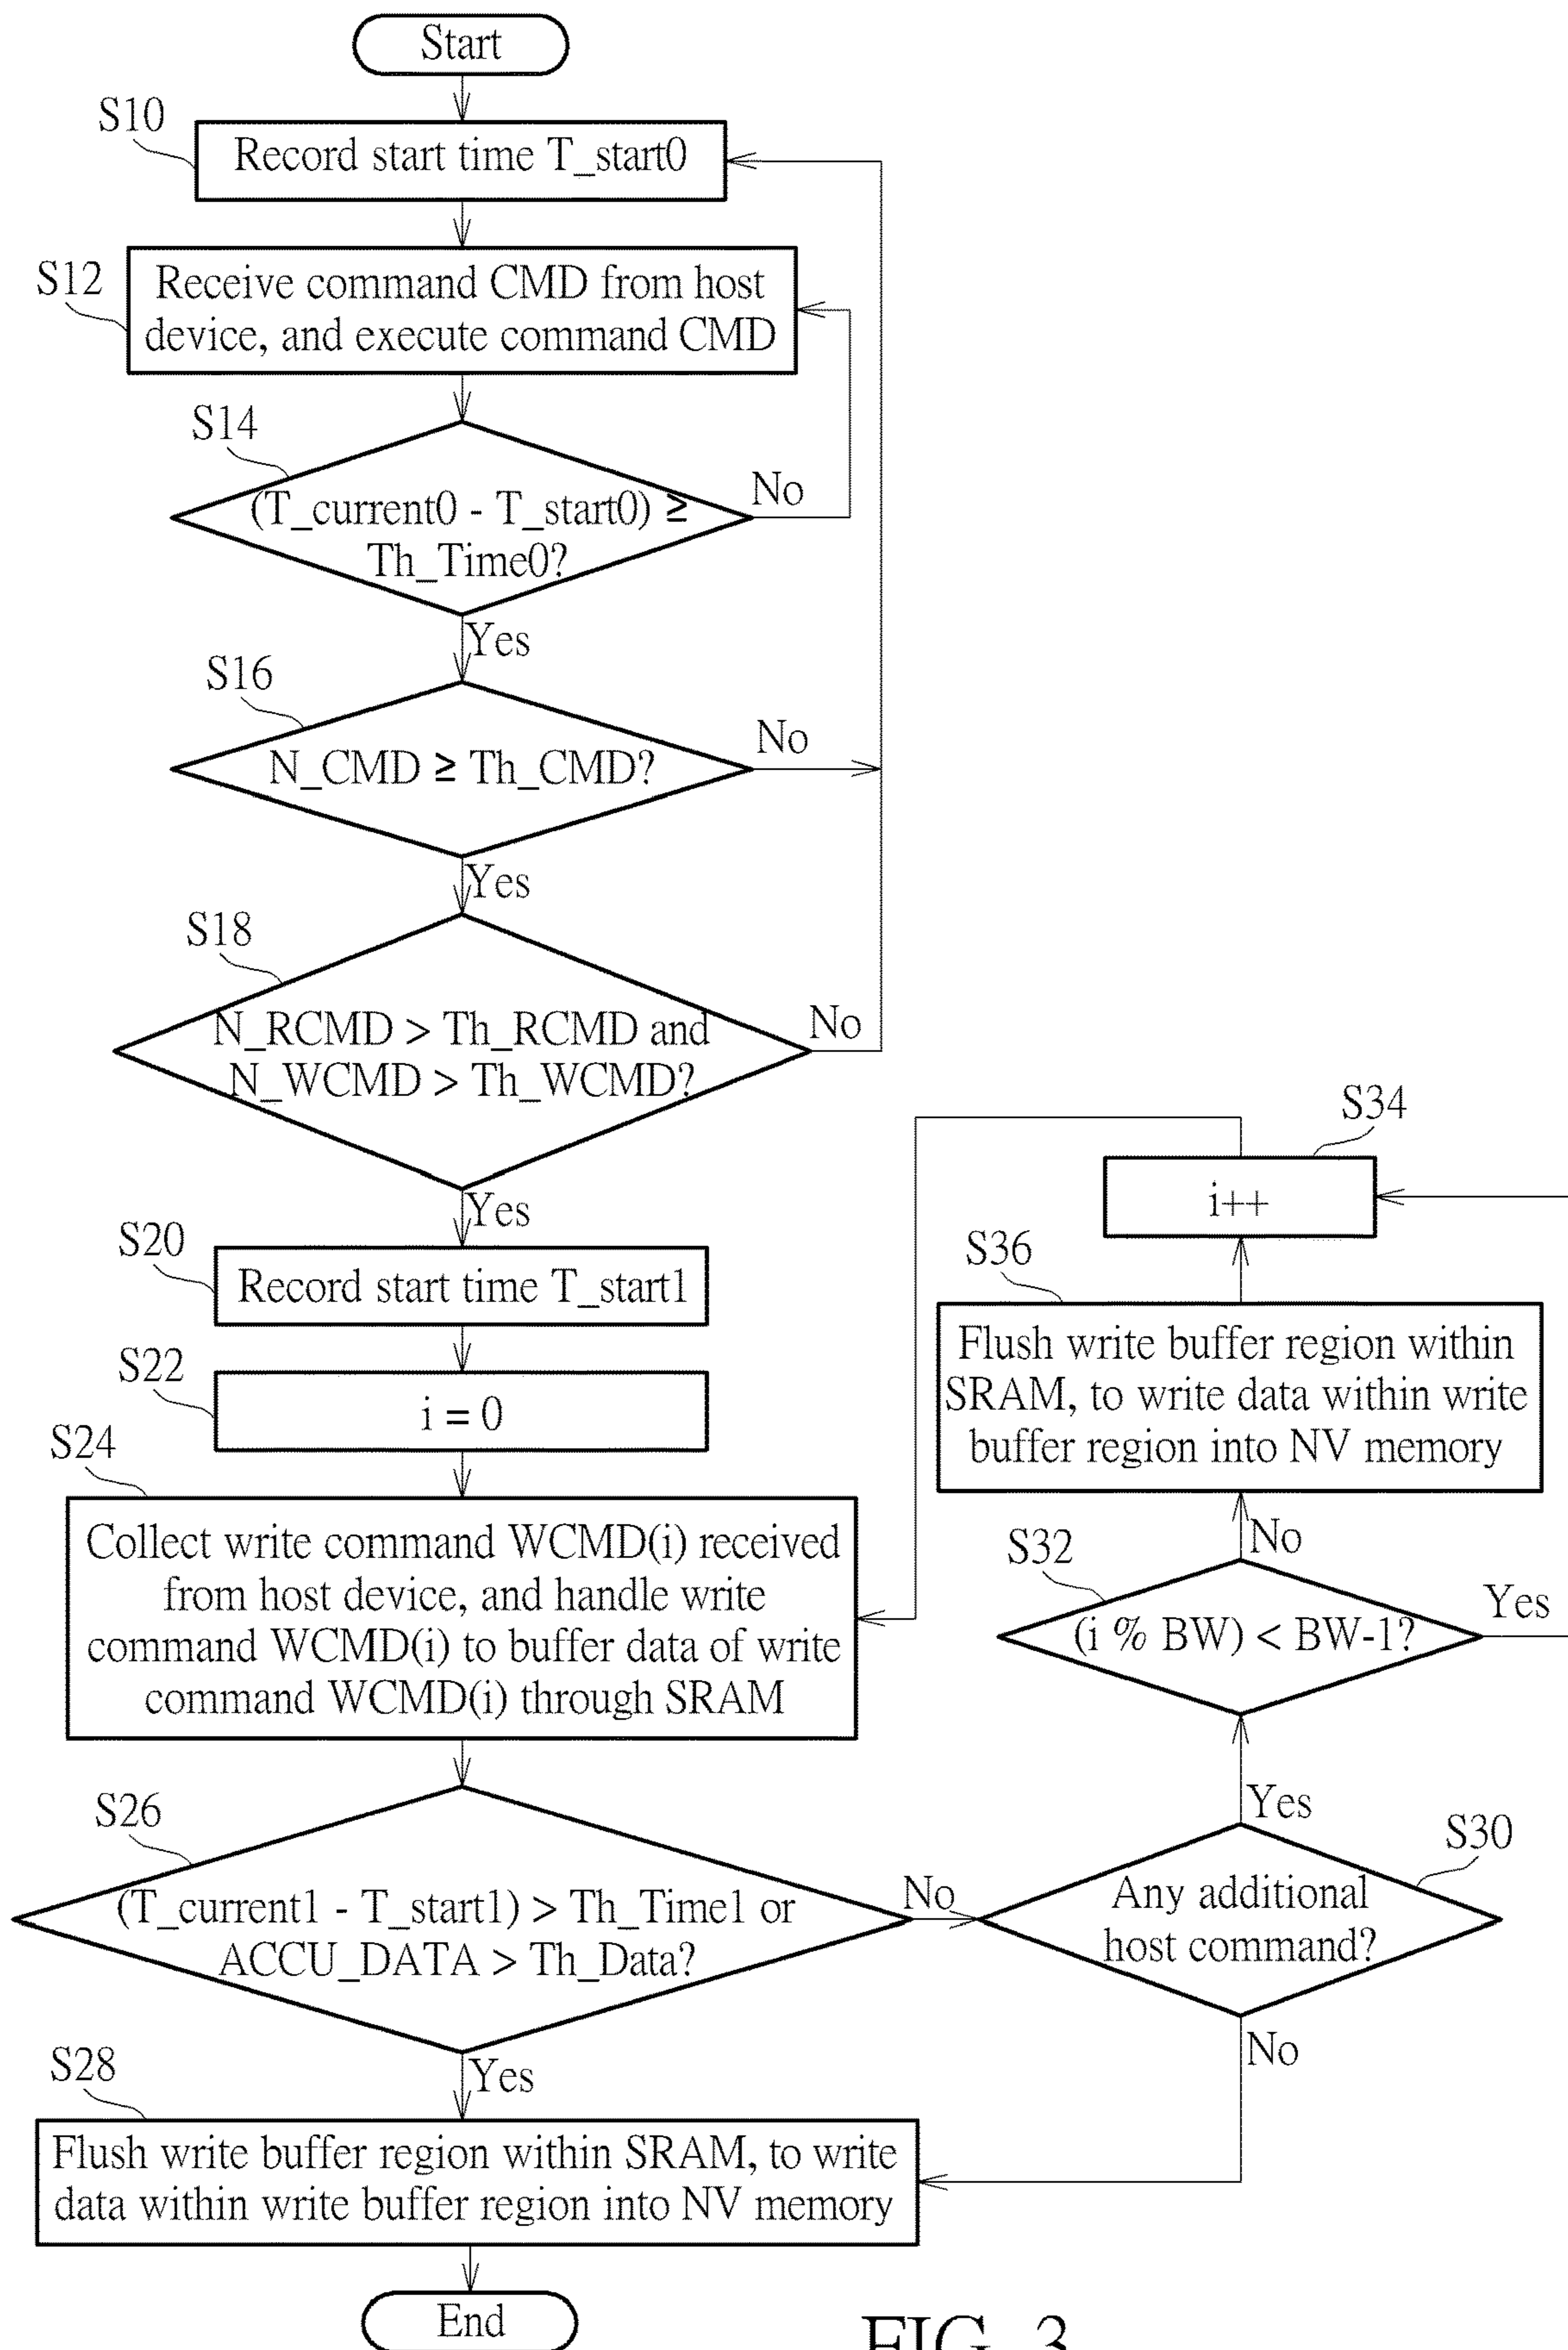 Start
S10
Record start time T_start0
S12
Receive command CMD from host
device, and execute command CMD
S14
(T_current0 - T_start0) ≥
Th_Time0?
No
Yes
S16
N_CMD ≥ Th_CMD?
No
Yes
S18
N_RCMD > Th_RCMD and
N_WCMD > Th_WCMD?
No
Yes
S20
Record start time T_start1
S22
i = 0
S24
Collect write command WCMD(i) received
from host device, and handle write
command WCMD(i) to buffer data of write
command WCMD(i) through SRAM
S26
(T_current1 - T_start1) > Th_Time1 or
ACCU_DATA > Th_Data?
No
Yes
S28
Flush write buffer region within SRAM, to write
data within write buffer region into NV memory
End
S34
i++
S36
Flush write buffer region within
SRAM, to write data within write
buffer region into NV memory
No
S32
(i % BW) < BW-1?
Yes
Yes
S30
Any additional
host command?
No
FIG. 3